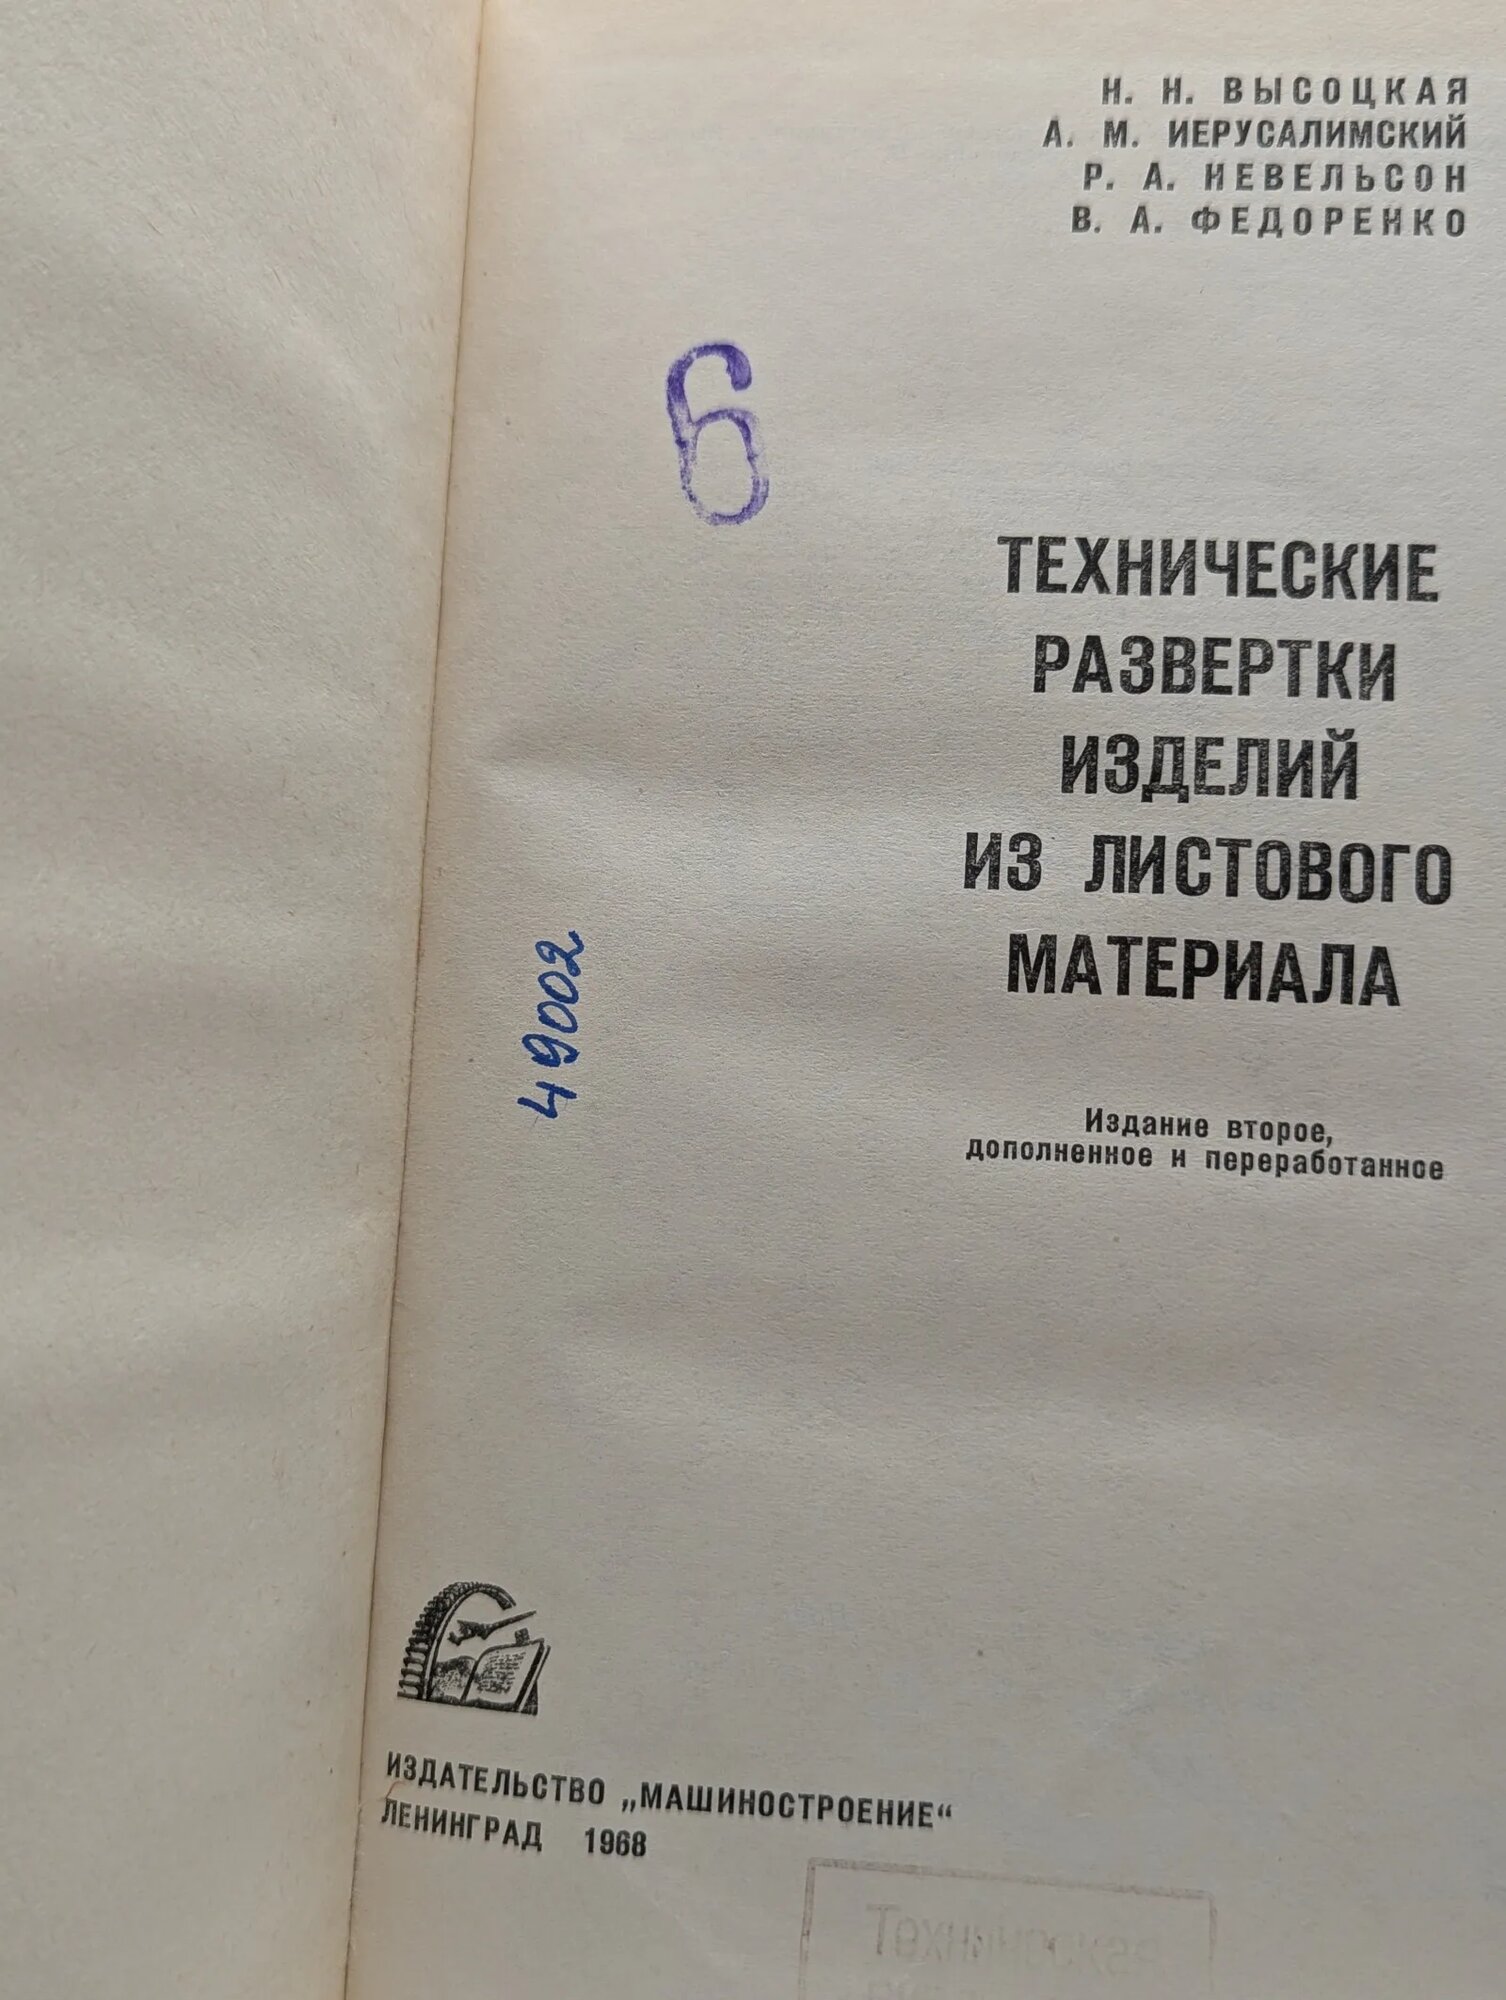 Н. Н. ВЫСОЦКАЯ
А. М. ИЕРУСАЛИМСКИЙ
Р. А. НЕВЕЛЬСОН
В. А. ФЕДОРЕНКО
6
ТЕХНИЧЕСКИЕ
РАЗВЕРТКИ
ИЗДЕЛИЙ
ИЗ ЛИСТОВОГО
МАТЕРИАЛА
49002
Издание второе,
дополненное и переработанное
ИЗДАТЕЛЬСТВО „МАШИНОСТРОЕНИЕ“
ЛЕНИНГРАД 1968
Техническая